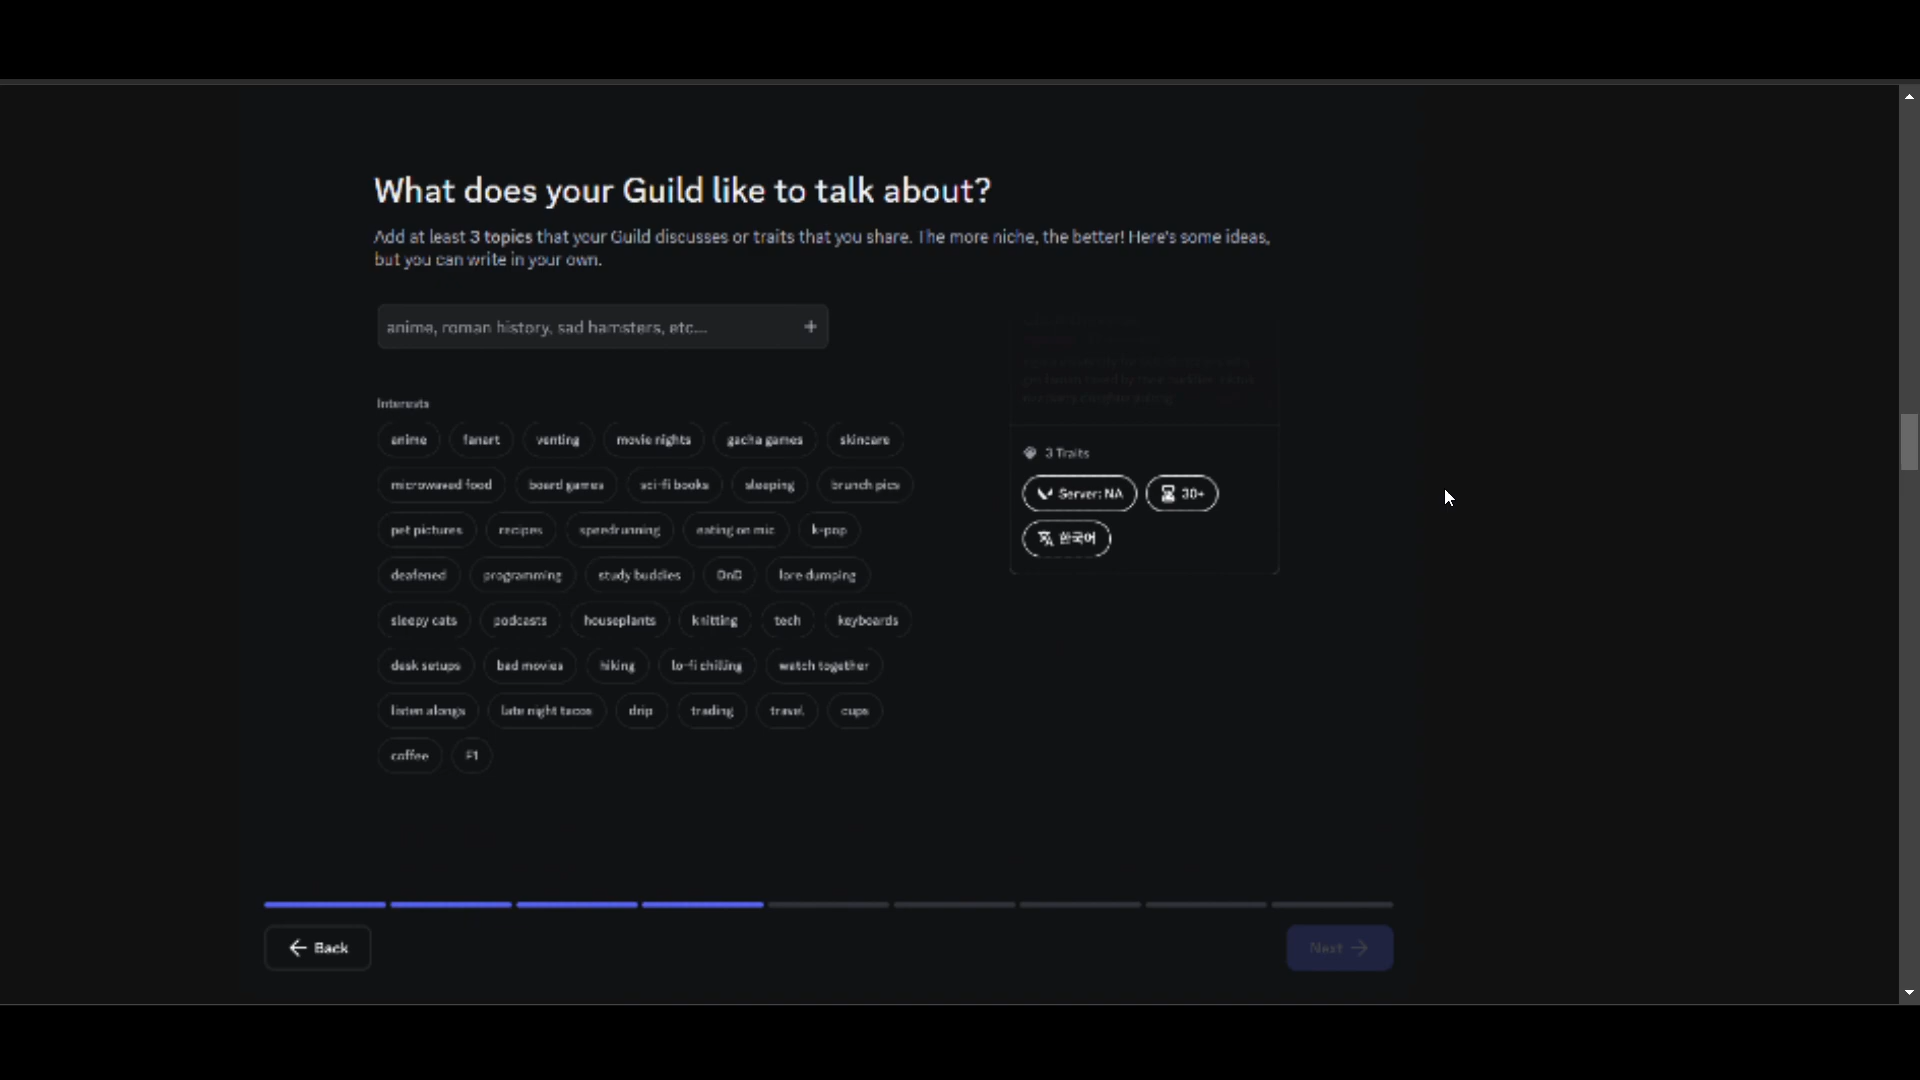 What does your Guild like to talk about?
Add at least 3 topics that your Guild discusses or traits that you share. The more niche, the better! Here's some ideas,
but you can write in your own.
anime, roman history, sad hamsters, etc...
Interests
anime fanart venting movie nights gacha games skincare
microwaved food board games sci-fi books sleeping brunch pics
pet pictures recipes speedrunning eating on mic k-pop
deafened programming study buddies DnD lore dumping
sleepy cats podcasts houseplants knitting tech keyboards
desk setups bad movies hiking lo-fi chilling watch together
listen alongs late night tacos drip trading travel cups
coffee F1
3 Traits
Server: NA 30+
한국어
Back
Next